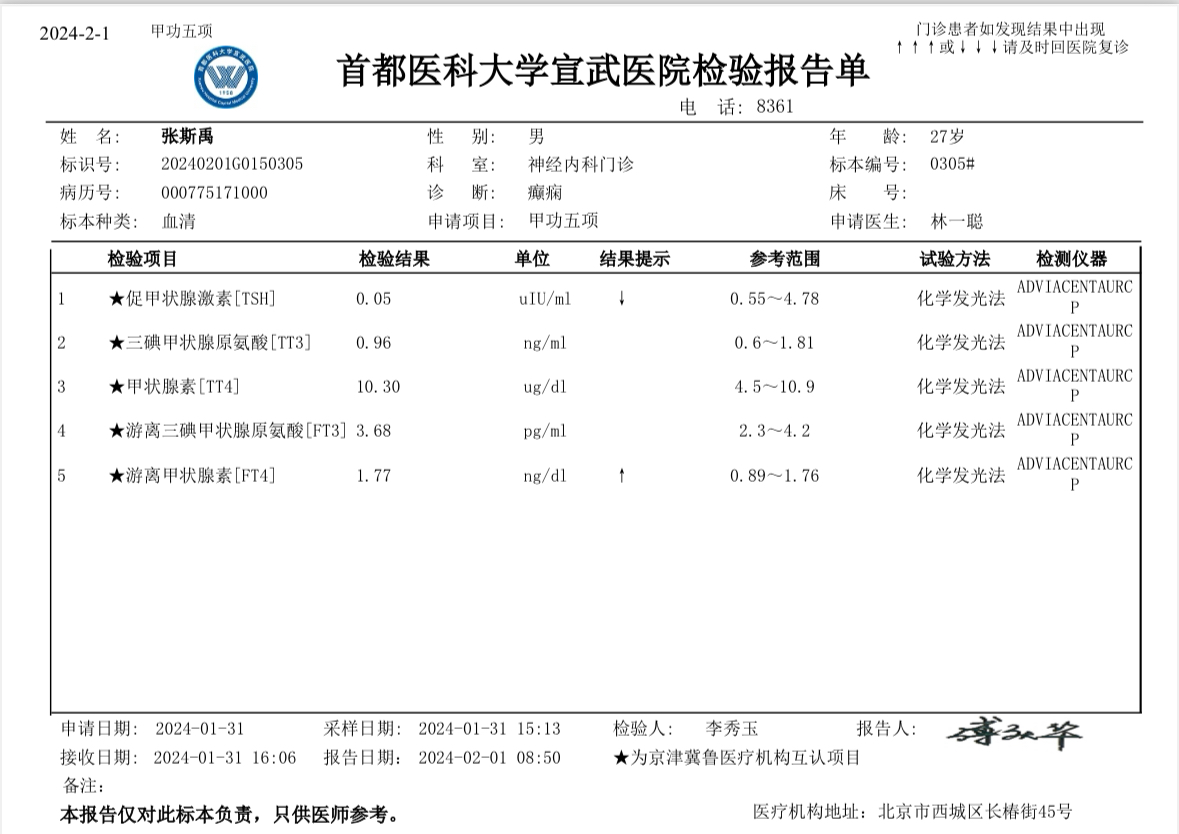 2024-2-1 甲功五项 门诊患者如发现结果中出现
↑↑↑或↓↓↓请及时回医院复诊
首都医科大学宣武医院检验报告单
电 话: 8361
姓 名: 张斯禹 性 别: 男 年 龄: 27岁
标识号: 20240201G0150305 科 室: 神经内科门诊 标本编号: 0305#
病历号: 000775171000 诊 断: 癫痫 床 号:
标本种类: 血清 申请项目: 甲功五项 申请医生: 林一聪
检验项目 检验结果 单位 结果提示 参考范围 试验方法 检测仪器
1 ★促甲状腺激素[TSH] 0.05 uIU/ml ↓ 0.55~4.78 化学发光法 ADVIACENTAURCP
2 ★三碘甲状腺原氨酸[TT3] 0.96 ng/ml 0.6~1.81 化学发光法 ADVIACENTAURCP
3 ★甲状腺素[TT4] 10.30 ug/dl 4.5~10.9 化学发光法 ADVIACENTAURCP
4 ★游离三碘甲状腺原氨酸[FT3] 3.68 pg/ml 2.3~4.2 化学发光法 ADVIACENTAURCP
5 ★游离甲状腺素[FT4] 1.77 ng/dl ↑ 0.89~1.76 化学发光法 ADVIACENTAURCP
申请日期: 2024-01-31 采样日期: 2024-01-31 15:13 检验人: 李秀玉 报告人:
接收日期: 2024-01-31 16:06 报告日期: 2024-02-01 08:50 ★为京津冀鲁医疗机构互认项目
备注:
本报告仅对此标本负责，只供医师参考。 医疗机构地址: 北京市西城区长椿街45号